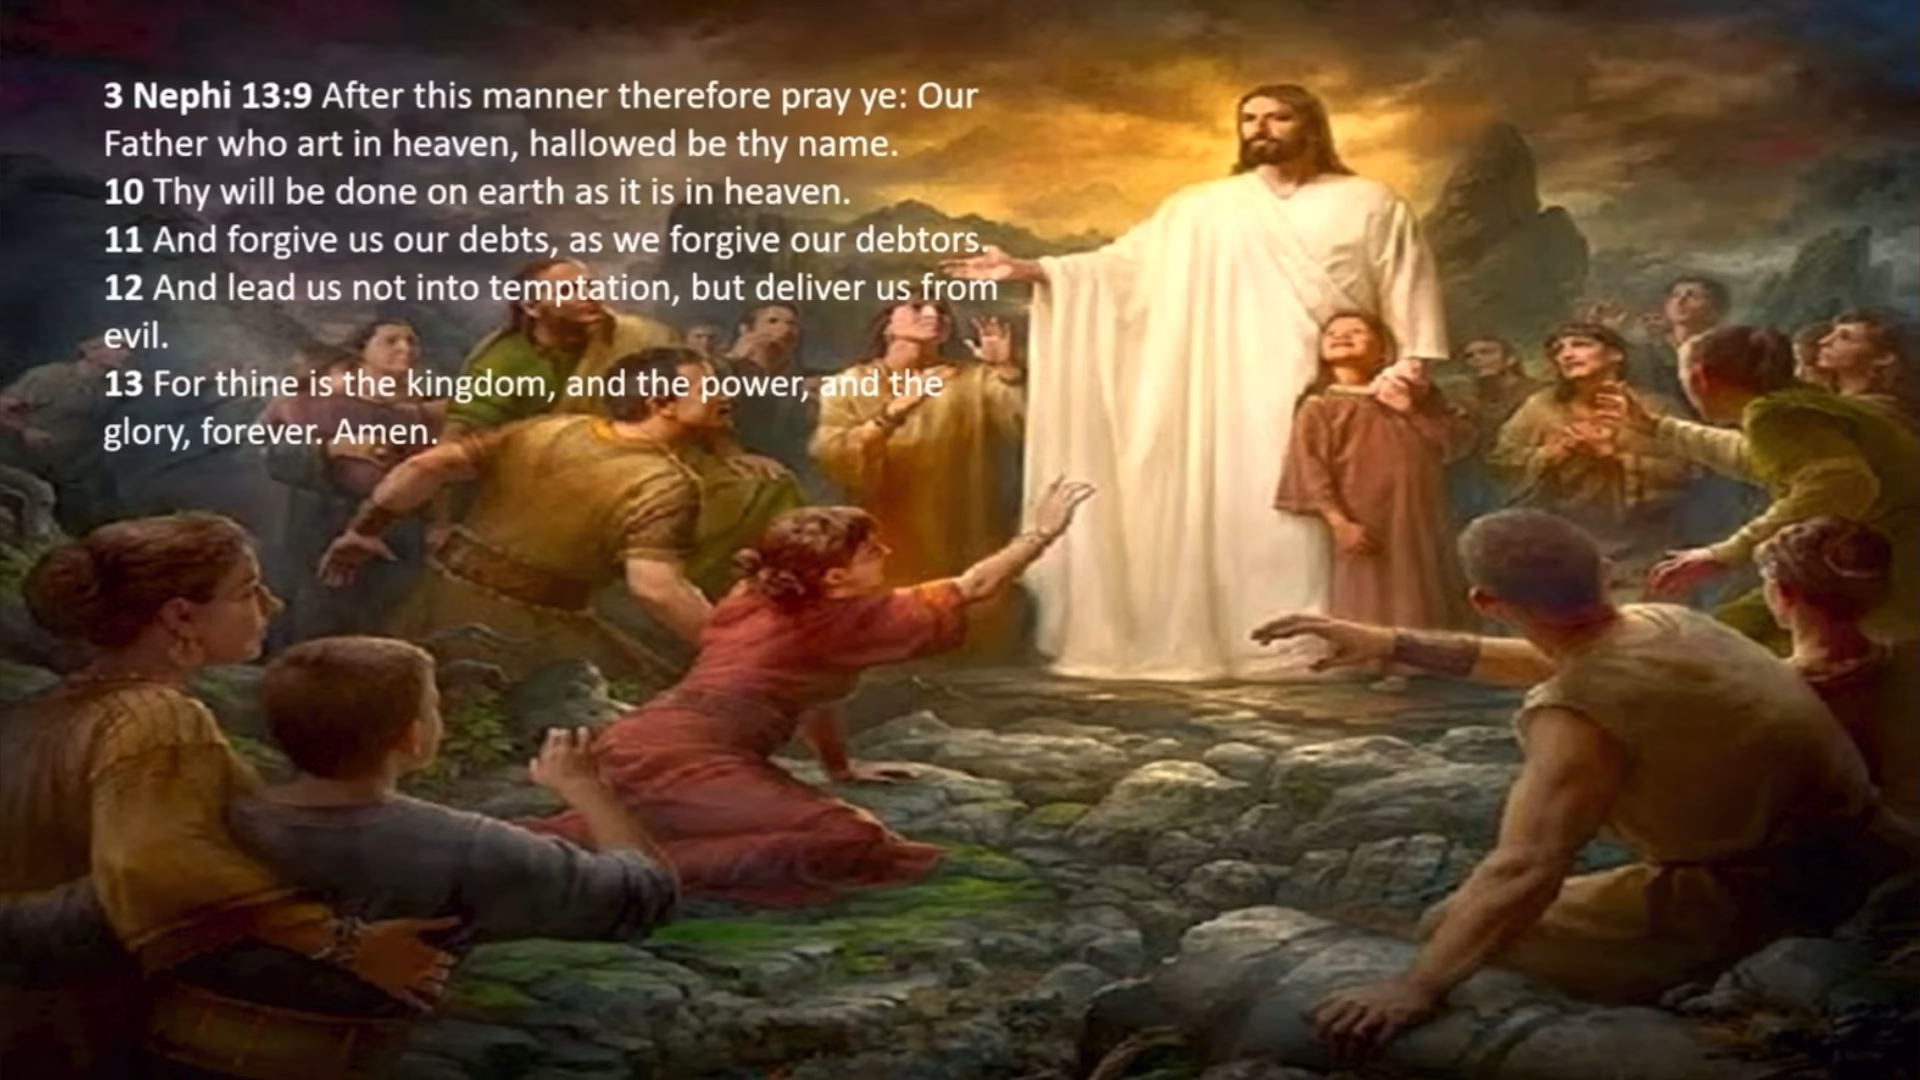 3 Nephi 13:9 After this manner therefore pray ye: Our
Father who art in heaven, hallowed be thy name.
10 Thy will be done on earth as it is in heaven.
11 And forgive us our debts, as we forgive our debtors.
12 And lead us not into temptation, but deliver us from
evil.
13 For thine is the kingdom, and the power, and the
glory, forever. Amen.